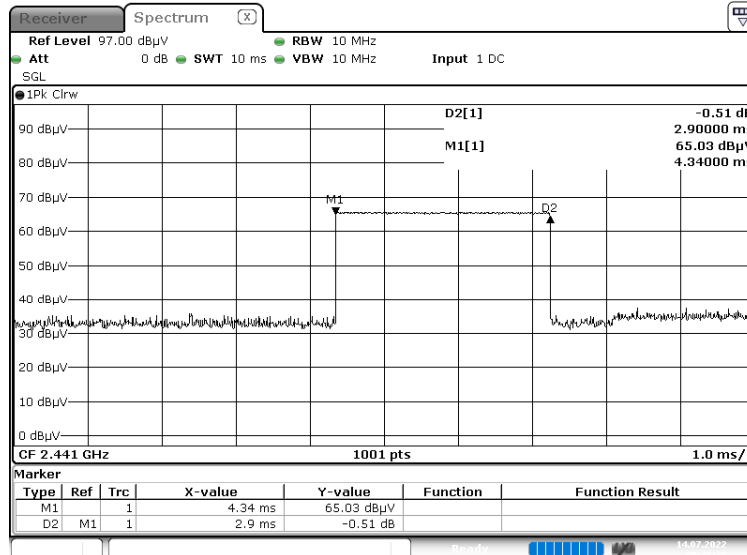 Receiver Spectrum X
Ref Level 97.00 dBµV RBW 10 MHz
Att 0 dB SWT 10 ms VBW 10 MHz Input 1 DC
SGL
1Pk Clrw
D2[1] -0.51 dB
2.90000 m
M1[1] 65.03 dBµV
4.34000 m
90 dBµV
80 dBµV
70 dBµV
M1
D2
60 dBµV
50 dBµV
40 dBµV
30 dBµV
20 dBµV
10 dBµV
0 dBµV
CF 2.441 GHz 1001 pts 1.0 ms/
Marker
Type Ref Trc X-value Y-value Function Function Result
M1 1 4.34 ms 65.03 dBµV
D2 M1 1 2.9 ms -0.51 dB
Ready 14.07.2022